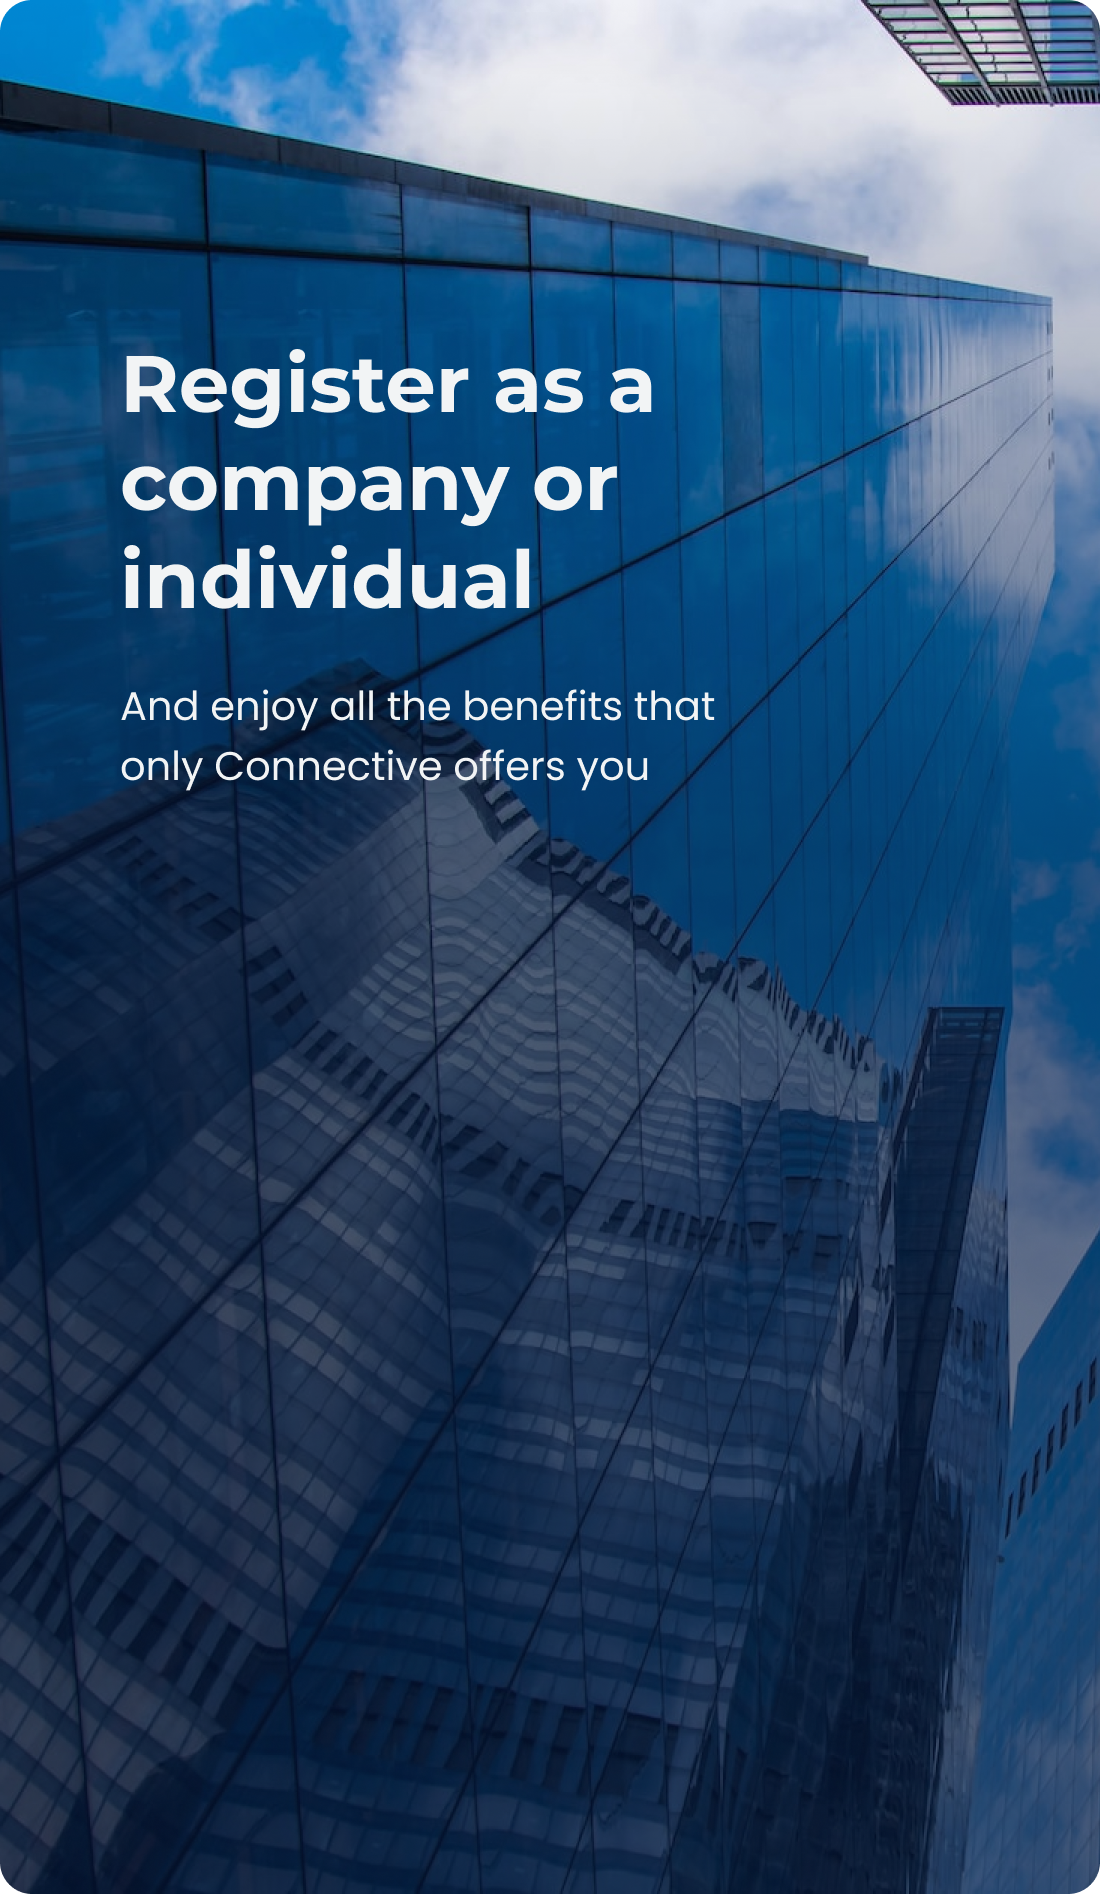 Register as a
company or
individual
And enjoy all the benefits that
only Connective offers you